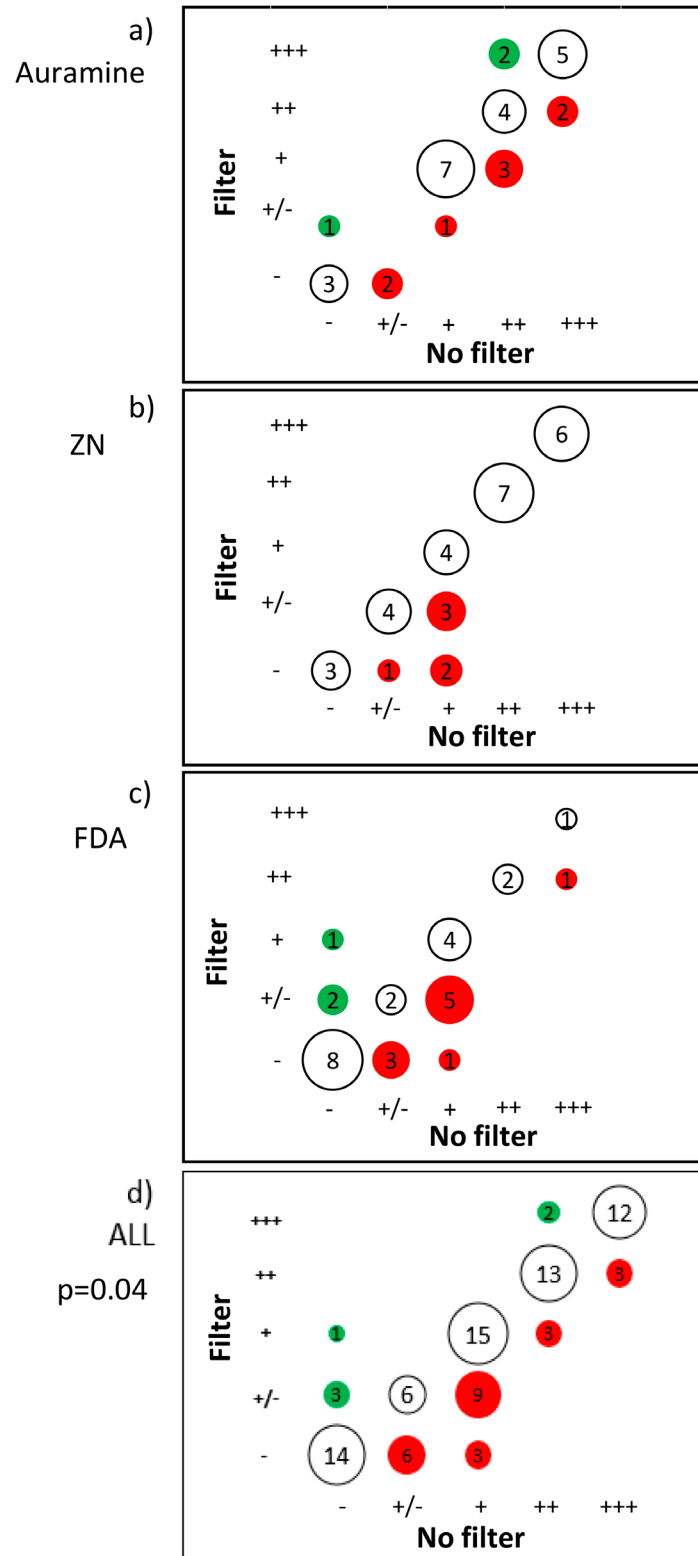 a)
Auramine
Filter
+++ 2 5
++ 4 2
+ 7 3
+/- 1 1
- 3 2
- +/- + ++ +++
No filter
b)
ZN
Filter
+++ 6
++ 7
+ 4
+/- 4 3
- 3 1 2
- +/- + ++ +++
No filter
c)
FDA
Filter
+++ 1
++ 2 1
+ 1 4
+/- 2 2 5
- 8 3 1
- +/- + ++ +++
No filter
d)
ALL
p=0.04
Filter
+++ 2 12
++ 13 3
+ 1 15 3
+/- 3 6 9
- 14 6 3
- +/- + ++ +++
No filter